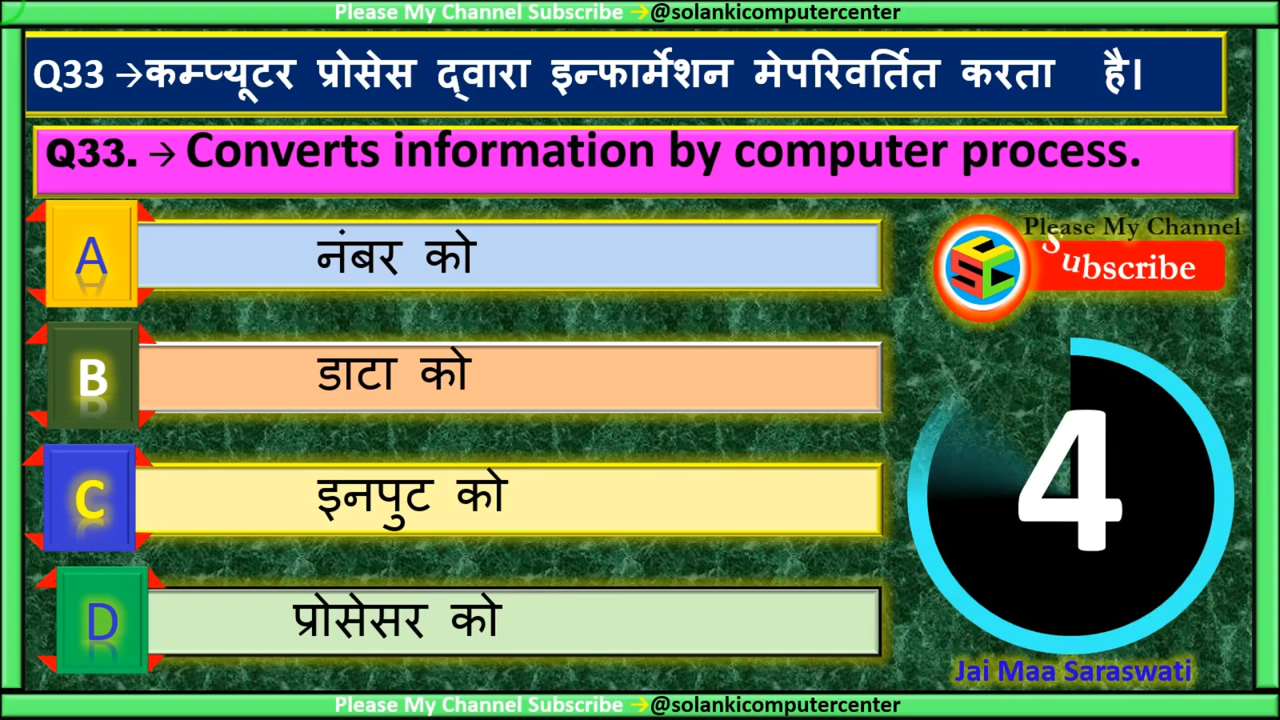 Please My Channel Subscribe →@solankicomputercenter
Q33 →कम्प्यूटर प्रोसेस द्वारा इन्फार्मेशन मेपरिवर्तित करता है।
Q33. → Converts information by computer process.
A नंबर को
B डाटा को
C इनपुट को
D प्रोसेसर को
Please My Channel
Subscribe
SCC
4
Jai Maa Saraswati
Please My Channel Subscribe →@solankicomputercenter